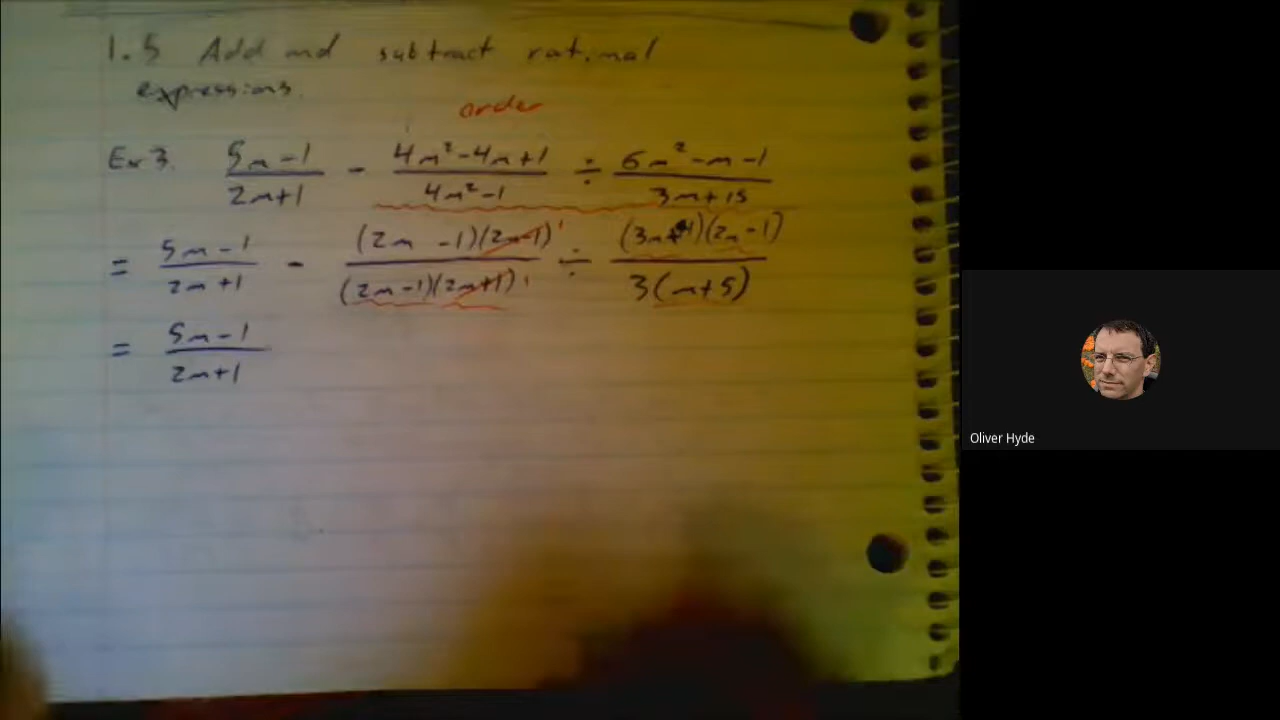 1.5 Add and subtract rational
expressions.
order
Ex 3. (5m-1)/(2m+1) - (4m²-4m+1)/(4m²-1) ÷ (6m²-m-1)/(3m+15)
= (5m-1)/(2m+1) - (2m-1)(2m-1)/(2m-1)(2m+1) ÷ (3m+1)(2m-1)/3(m+5)
= (5m-1)/(2m+1)
Oliver Hyde